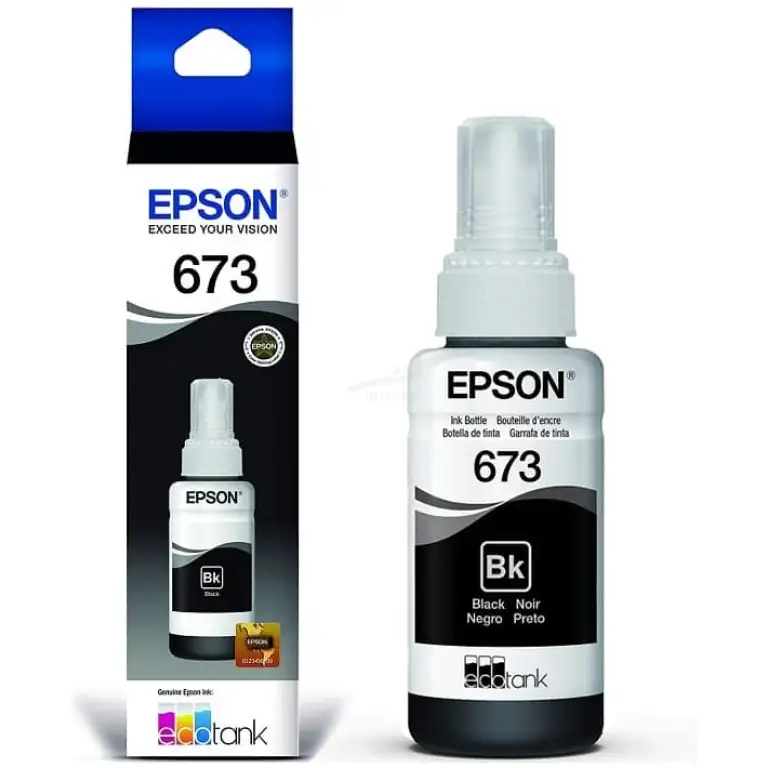 EPSON®
EXCEED YOUR VISION
673
EPSON
EPSON®
Bk
Black
EPSON
Genuine Epson Ink:
ecotank
EPSON®
Ink Bottle Bouteille d'encre
Botella de tinta Garrafa de tinta
673
Bk
Black Noir
Negro Preto
ecotank